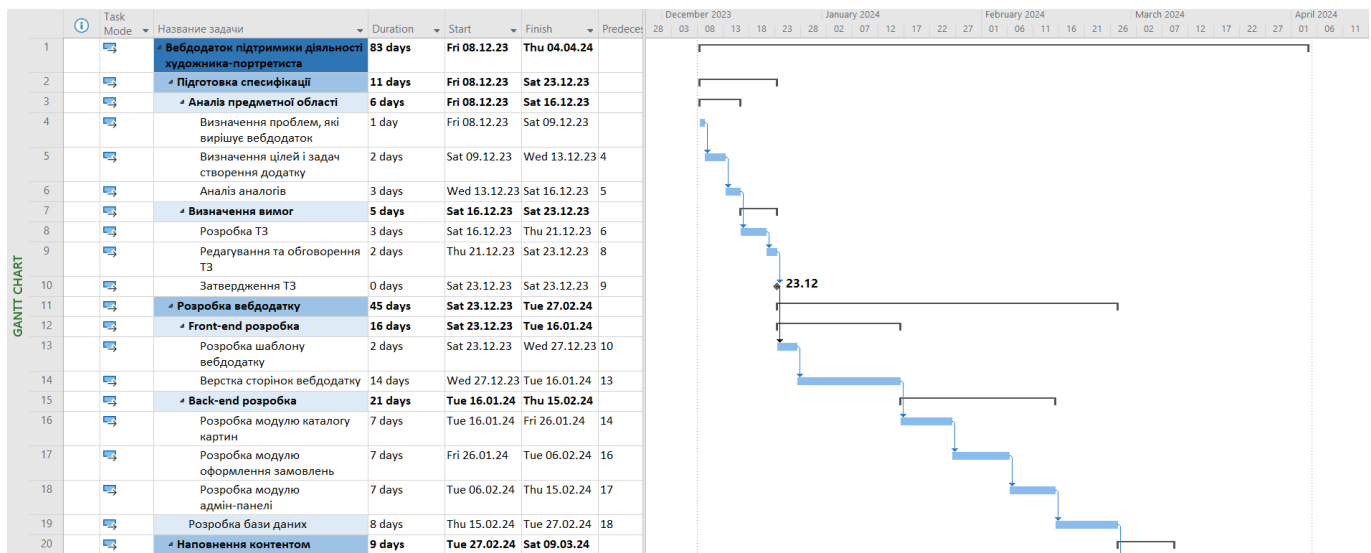 December 2023 January 2024 February 2024 March 2024 April 2024
Task Mode Название задачи Duration Start Finish Predeces 28 03 08 13 18 23 28 02 07 12 17 22 27 01 06 11 16 21 26 02 07 12 17 22 27 01 06 11
GANTT CHART
1 Вебдодаток підтримики діяльності 83 days Fri 08.12.23 Thu 04.04.24
художника-портретиста
2 Підготовка спесифікації 11 days Fri 08.12.23 Sat 23.12.23
3 Аналіз предметної області 6 days Fri 08.12.23 Sat 16.12.23
4 Визначення проблем, які 1 day Fri 08.12.23 Sat 09.12.23
вирішує вебдодаток
5 Визначення цілей і задач 2 days Sat 09.12.23 Wed 13.12.23 4
створення додатку
6 Аналіз аналогів 3 days Wed 13.12.23 Sat 16.12.23 5
7 Визначення вимог 5 days Sat 16.12.23 Sat 23.12.23
8 Розробка ТЗ 3 days Sat 16.12.23 Thu 21.12.23 6
9 Редагування та обговорення 2 days Thu 21.12.23 Sat 23.12.23 8
ТЗ
10 Затвердження ТЗ 0 days Sat 23.12.23 Sat 23.12.23 9 23.12
11 Розробка вебдодатку 45 days Sat 23.12.23 Tue 27.02.24
12 Front-end розробка 16 days Sat 23.12.23 Tue 16.01.24
13 Розробка шаблону 2 days Sat 23.12.23 Wed 27.12.23 10
вебдодатку
14 Верстка сторінок вебдодатку 14 days Wed 27.12.23 Tue 16.01.24 13
15 Back-end розробка 21 days Tue 16.01.24 Thu 15.02.24
16 Розробка модулю каталогу 7 days Tue 16.01.24 Fri 26.01.24 14
картин
17 Розробка модулю 7 days Fri 26.01.24 Tue 06.02.24 16
оформлення замовлень
18 Розробка модулю 7 days Tue 06.02.24 Thu 15.02.24 17
адмін-панелі
19 Розробка бази даних 8 days Thu 15.02.24 Tue 27.02.24 18
20 Наповнення контентом 9 days Tue 27.02.24 Sat 09.03.24